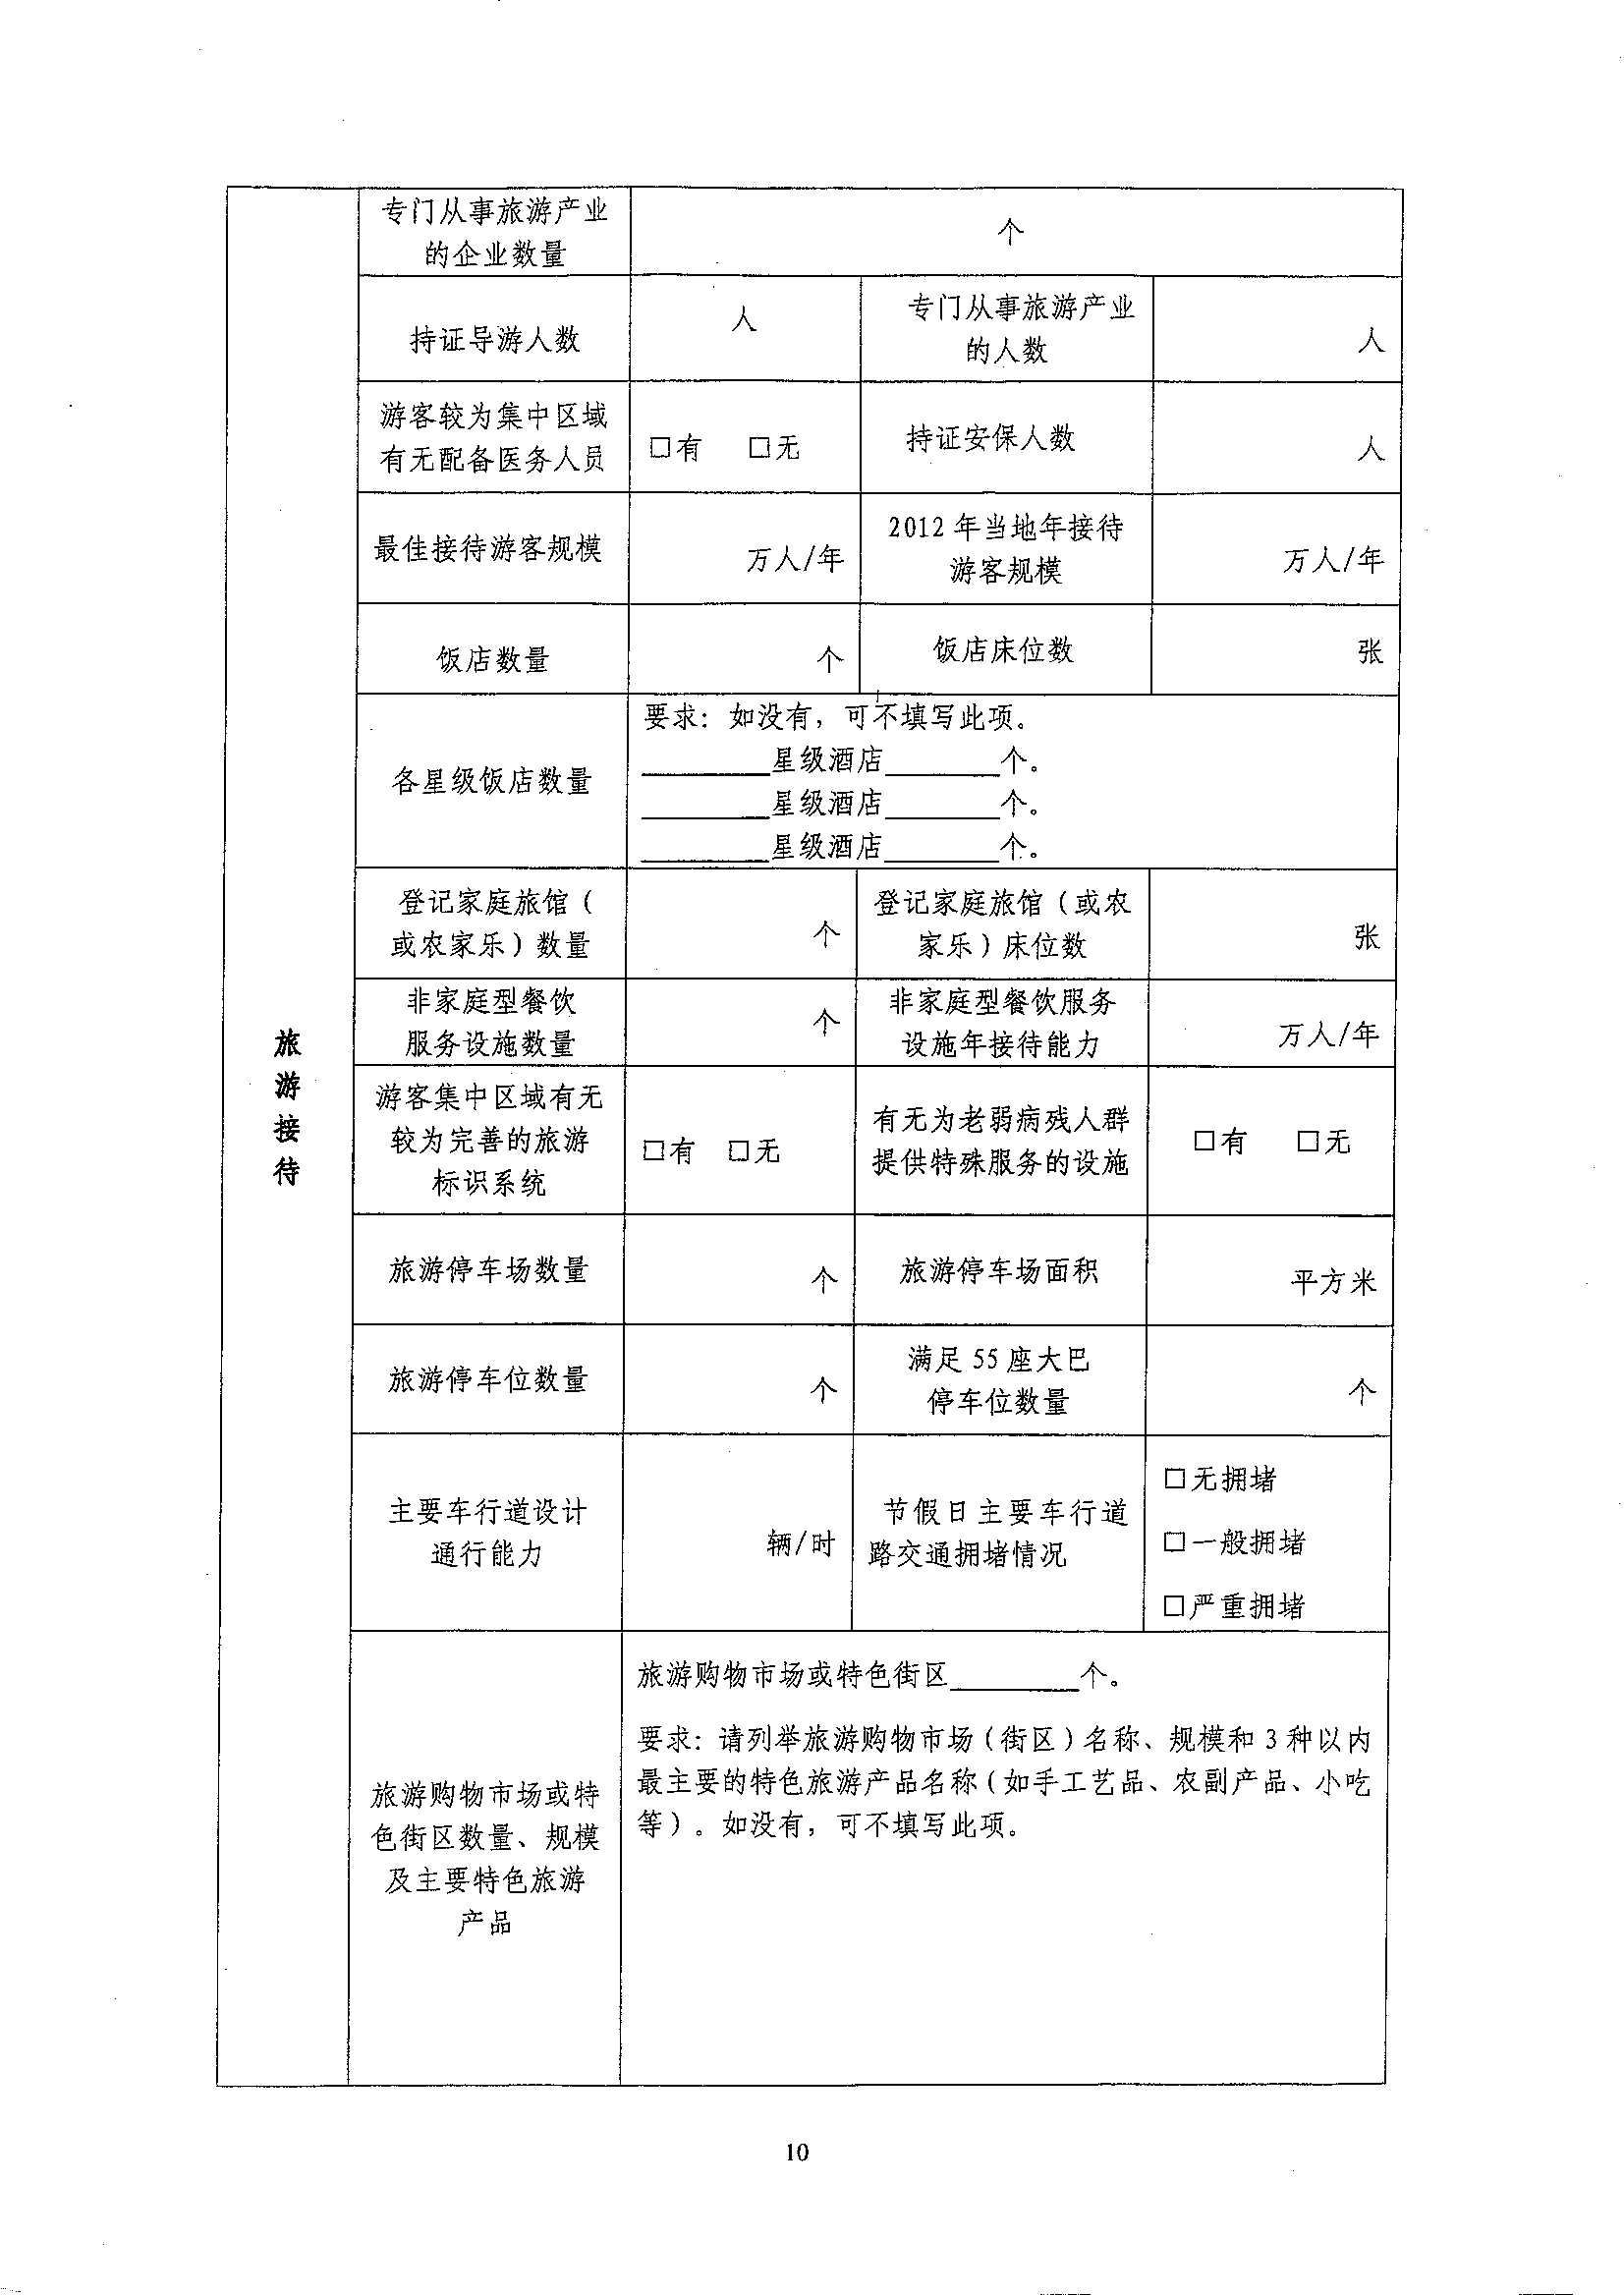 专门从事旅游产业
的企业数量
个
持证导游人数
人
专门从事旅游产业
的人数
人
游客较为集中区域
有无配备医务人员
□有 □无
持证安保人数
人
最佳接待游客规模
万人/年
2012 年当地年接待
游客规模
万人/年
饭店数量
个
饭店床位数
张
各星级饭店数量
要求：如没有，可不填写此项。
________星级酒店________个。
________星级酒店________个。
________星级酒店________个。
登记家庭旅馆（
或农家乐）数量
个
登记家庭旅馆（或农
家乐）床位数
张
非家庭型餐饮
服务设施数量
个
非家庭型餐饮服务
设施年接待能力
万人/年
旅
游
接
待
游客集中区域有无
较为完善的旅游
标识系统
□有 □无
有无为老弱病残人群
提供特殊服务的设施
□有 □无
旅游停车场数量
个
旅游停车场面积
平方米
旅游停车位数量
个
满足 55 座大巴
停车位数量
个
主要车行道设计
通行能力
辆/时
节假日主要车行道
路交通拥堵情况
□无拥堵
□一般拥堵
□严重拥堵
旅游购物市场或特
色街区数量、规模
及主要特色旅游
产品
旅游购物市场或特色街区________个。
要求：请列举旅游购物市场（街区）名称、规模和 3 种以内
最主要的特色旅游产品名称（如手工艺品、农副产品、小吃
等）。如没有，可不填写此项。
10